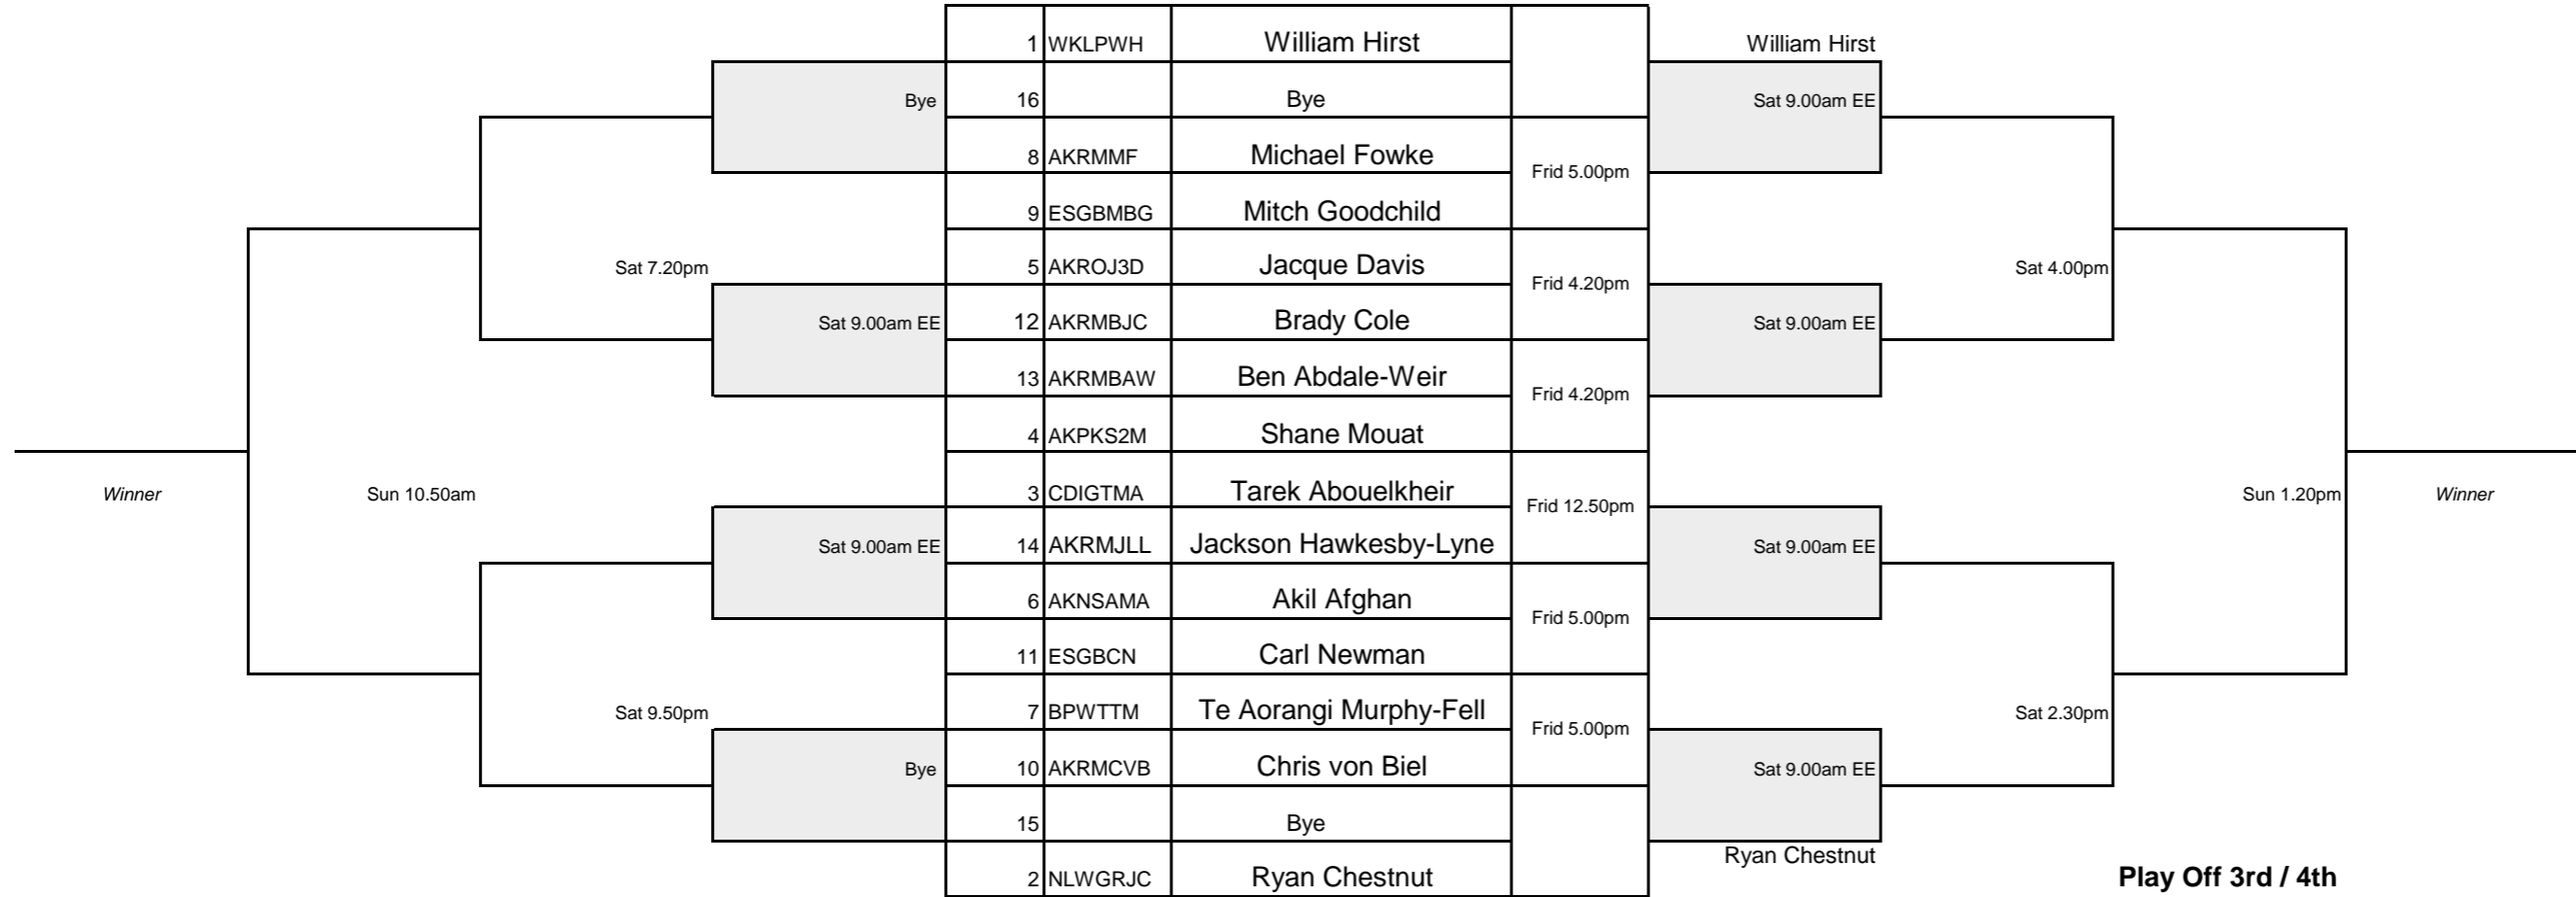 1 WKLPWH William Hirst William Hirst
Bye 16 Bye Sat 9.00am EE
8 AKRMMF Michael Fowke
Frid 5.00pm
9 ESGBMBG Mitch Goodchild
Sat 7.20pm 5 AKROJ3D Jacque Davis Sat 4.00pm
Frid 4.20pm
Sat 9.00am EE 12 AKRMBJC Brady Cole Sat 9.00am EE
13 AKRMBAW Ben Abdale-Weir
Frid 4.20pm
4 AKPKS2M Shane Mouat
Winner Sun 10.50am 3 CDIGTMA Tarek Abouelkheir Sun 1.20pm Winner
Frid 12.50pm
Sat 9.00am EE 14 AKRMJLL Jackson Hawkesby-Lyne Sat 9.00am EE
6 AKNSAMA Akil Afghan
Frid 5.00pm
11 ESGBCN Carl Newman
Sat 9.50pm 7 BPWTTM Te Aorangi Murphy-Fell Sat 2.30pm
Frid 5.00pm
Bye 10 AKRMCVB Chris von Biel Sat 9.00am EE
15 Bye
Ryan Chestnut
2 NLWGRJC Ryan Chestnut Play Off 3rd / 4th